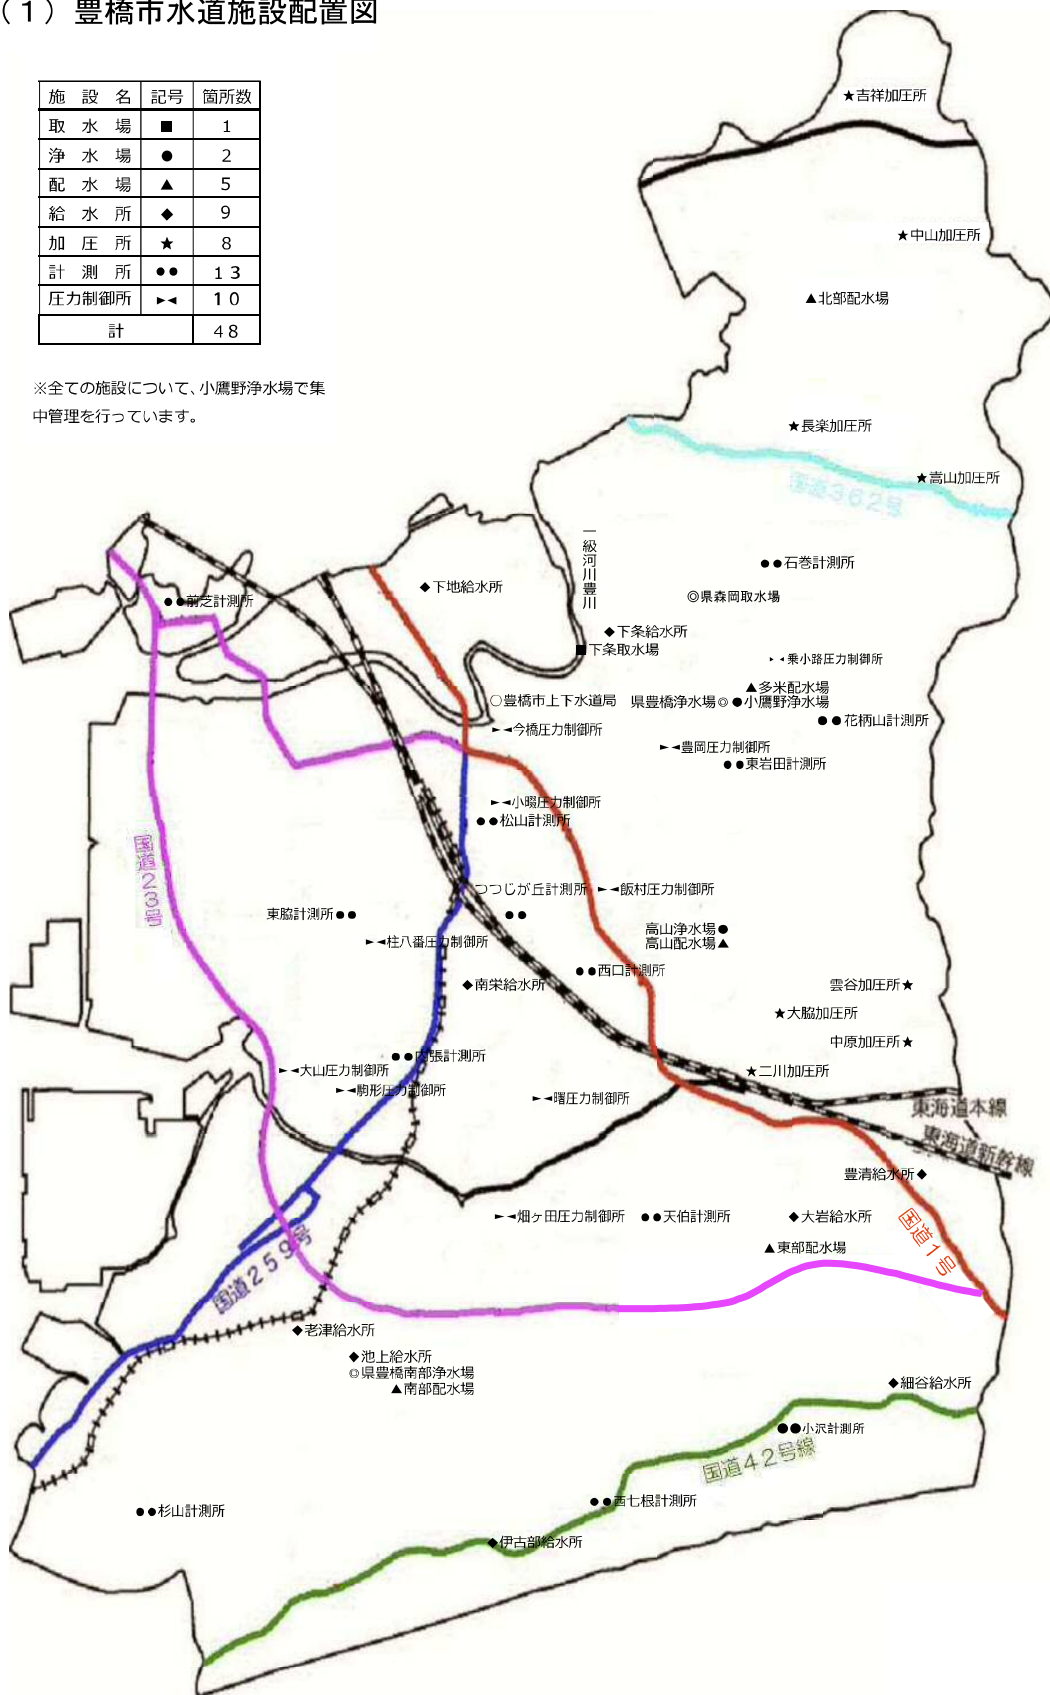 （１）豊橋市水道施設配置図
施 設 名 記号 箇所数
取 水 場 ■ 1
浄 水 場 ● 2
配 水 場 ▲ 5
給 水 所 ◆ 9
加 圧 所 ★ 8
計 測 所 ●● 13
圧力制御所 ►◄ 10
計 48
※全ての施設について、小鷹野浄水場で集
中管理を行っています。
★吉祥加圧所
★中山加圧所
▲北部配水場
★長楽加圧所
★嵩山加圧所
国道362号
一級河川豊川
●●石巻計測所
◆下地給水所
◎県森岡取水場
●●前芝計測所
◆下条給水所
■下条取水場
►◄乗小路圧力制御所
▲多米配水場
○豊橋市上下水道局
県豊橋浄水場◎
●小鷹野浄水場
●●花柄山計測所
►◄今橋圧力制御所
►◄豊岡圧力制御所
●●東岩田計測所
►◄小畷圧力制御所
●●松山計測所
国道23号
つつじが丘計測所
●●
►◄飯村圧力制御所
東脇計測所●●
高山浄水場●
高山配水場▲
►◄柱八番圧力制御所
●●西口計測所
◆南栄給水所
雲谷加圧所★
★大脇加圧所
中原加圧所★
●●内張計測所
►◄大山圧力制御所
★二川加圧所
►◄駒形圧力制御所
►◄曙圧力制御所
東海道本線
東海道新幹線
豊清給水所◆
►◄畑ヶ田圧力制御所
●●天伯計測所
◆大岩給水所
国道1号
▲東部配水場
国道259号
◆老津給水所
◆池上給水所
◎県豊橋南部浄水場
▲南部配水場
◆細谷給水所
●●小沢計測所
国道42号線
●●西七根計測所
●●杉山計測所
◆伊古部給水所